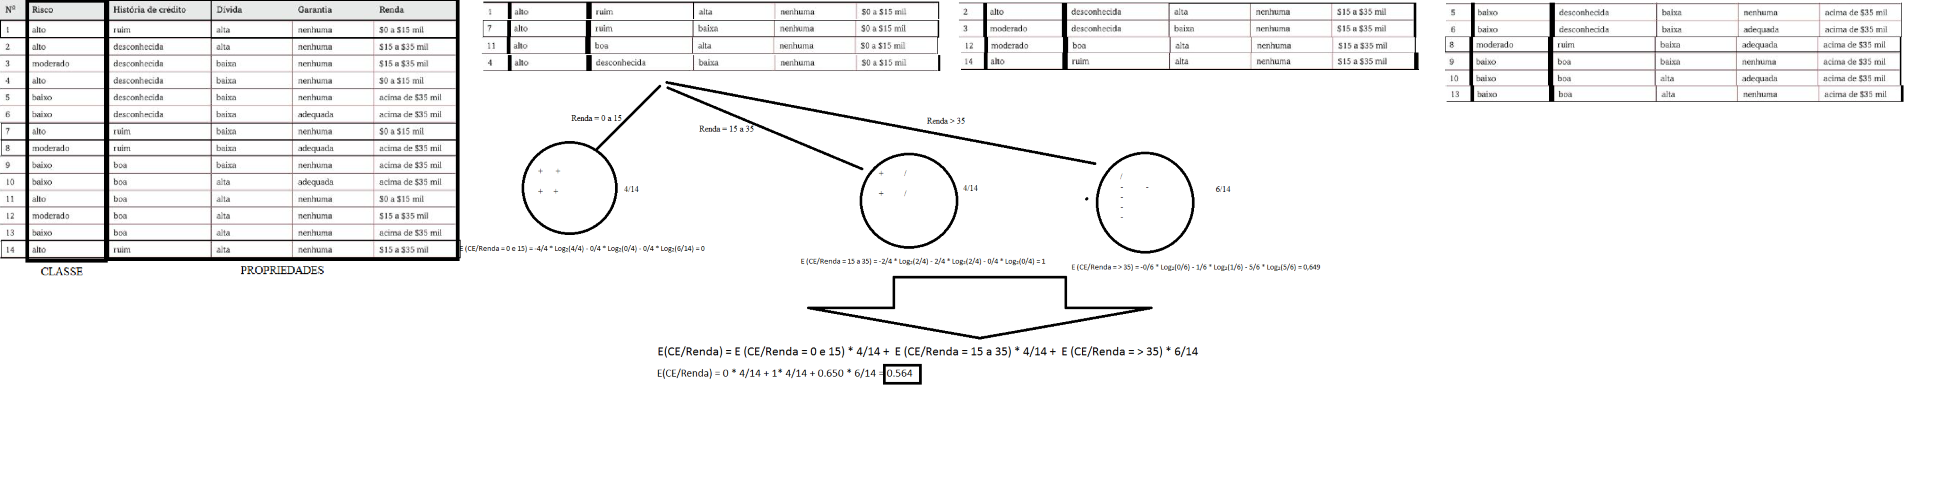 Nº Risco História de crédito Dívida Garantia Renda
1 alto ruim alta nenhuma $0 a $15 mil
2 alto desconhecida alta nenhuma $15 a $35 mil
3 moderado desconhecida baixa nenhuma $15 a $35 mil
4 alto desconhecida baixa nenhuma $0 a $15 mil
5 baixo desconhecida baixa nenhuma acima de $35 mil
6 baixo desconhecida baixa adequada acima de $35 mil
7 alto ruim baixa nenhuma $0 a $15 mil
8 moderado ruim baixa adequada acima de $35 mil
9 baixo boa baixa nenhuma acima de $35 mil
10 baixo boa alta adequada acima de $35 mil
11 alto boa alta nenhuma $0 a $15 mil
12 moderado boa alta nenhuma $15 a $35 mil
13 baixo boa alta nenhuma acima de $35 mil
14 alto ruim alta nenhuma $15 a $35 mil
CLASSE PROPRIEDADES
1 alto ruim alta nenhuma $0 a $15 mil
7 alto ruim baixa nenhuma $0 a $15 mil
11 alto boa alta nenhuma $0 a $15 mil
4 alto desconhecida baixa nenhuma $0 a $15 mil
2 alto desconhecida alta nenhuma $15 a $35 mil
3 moderado desconhecida baixa nenhuma $15 a $35 mil
12 moderado boa alta nenhuma $15 a $35 mil
14 alto ruim alta nenhuma $15 a $35 mil
5 baixo desconhecida baixa nenhuma acima de $35 mil
6 baixo desconhecida baixa adequada acima de $35 mil
8 moderado ruim baixa adequada acima de $35 mil
9 baixo boa baixa nenhuma acima de $35 mil
10 baixo boa alta adequada acima de $35 mil
13 baixo boa alta nenhuma acima de $35 mil
Renda = 0 a 15
Renda = 15 a 35
Renda > 35
+ +
+ +
4/14
+ /
+ /
4/14
/
- -
-
-
-
6/14
E (CE/Renda = 0 e 15) = -4/4 * Log₂(4/4) - 0/4 * Log₂(0/4) - 0/4 * Log₂(6/14) = 0
E (CE/Renda = 15 a 35) = -2/4 * Log₂(2/4) - 2/4 * Log₂(2/4) - 0/4 * Log₂(0/4) = 1
E (CE/Renda = > 35) = -0/6 * Log₂(0/6) - 1/6 * Log₂(1/6) - 5/6 * Log₂(5/6) = 0,649
E(CE/Renda) = E (CE/Renda = 0 e 15) * 4/14 + E (CE/Renda = 15 a 35) * 4/14 + E (CE/Renda = > 35) * 6/14
E(CE/Renda) = 0 * 4/14 + 1* 4/14 + 0.650 * 6/14 = 0.564